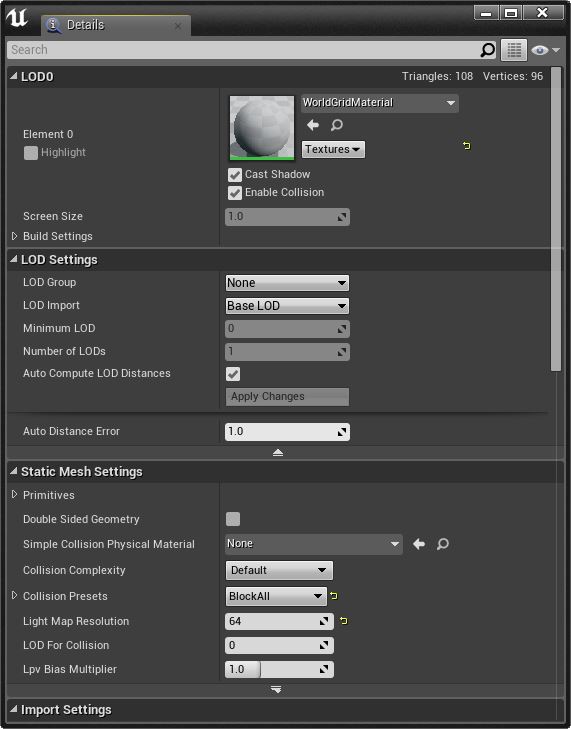 Details
Search
LOD0 Triangles: 108 Vertices: 96
WorldGridMaterial
Element 0
Highlight
Textures
Cast Shadow
Enable Collision
Screen Size 1.0
Build Settings
LOD Settings
LOD Group None
LOD Import Base LOD
Minimum LOD 0
Number of LODs 1
Auto Compute LOD Distances
Apply Changes
Auto Distance Error 1.0
Static Mesh Settings
Primitives
Double Sided Geometry
Simple Collision Physical Material None
Collision Complexity Default
Collision Presets BlockAll
Light Map Resolution 64
LOD For Collision 0
Lpv Bias Multiplier 1.0
Import Settings